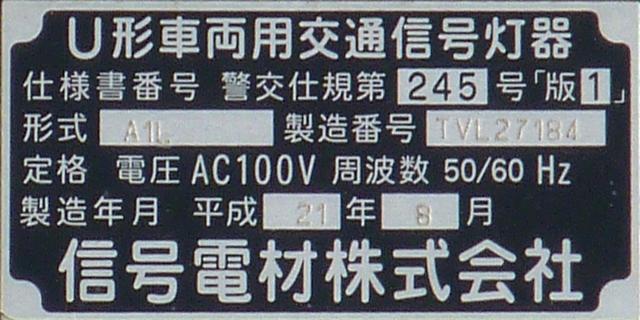 U形車両用交通信号灯器
仕様書番号 警交仕規第 245 号「版1」
形式 A1L 製造番号 TVL27184
定格 電圧 AC100V 周波数 50/60 Hz
製造年月 平成 21 年 8 月
信号電材株式会社